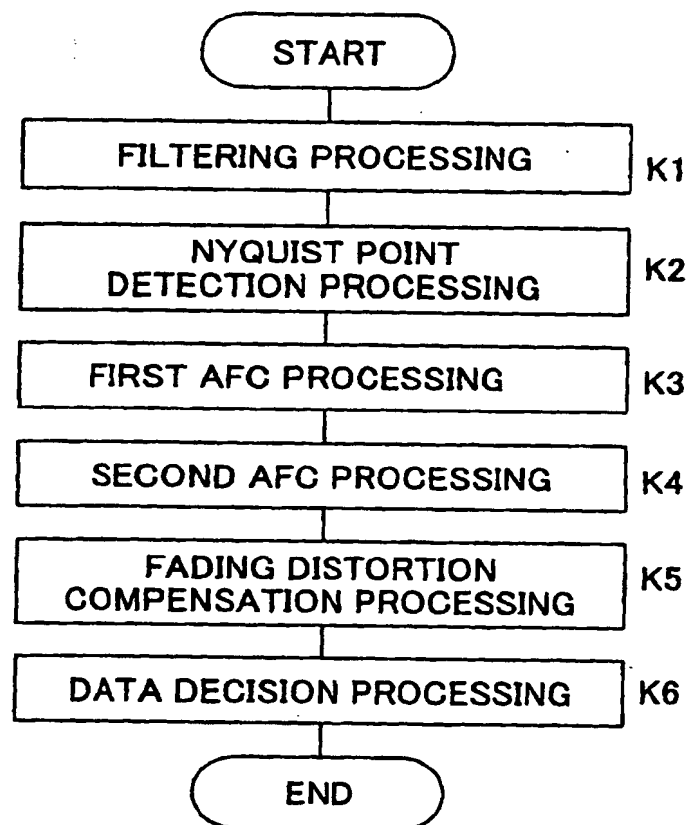 START
FILTERING PROCESSING K1
NYQUIST POINT
DETECTION PROCESSING K2
FIRST AFC PROCESSING K3
SECOND AFC PROCESSING K4
FADING DISTORTION
COMPENSATION PROCESSING K5
DATA DECISION PROCESSING K6
END